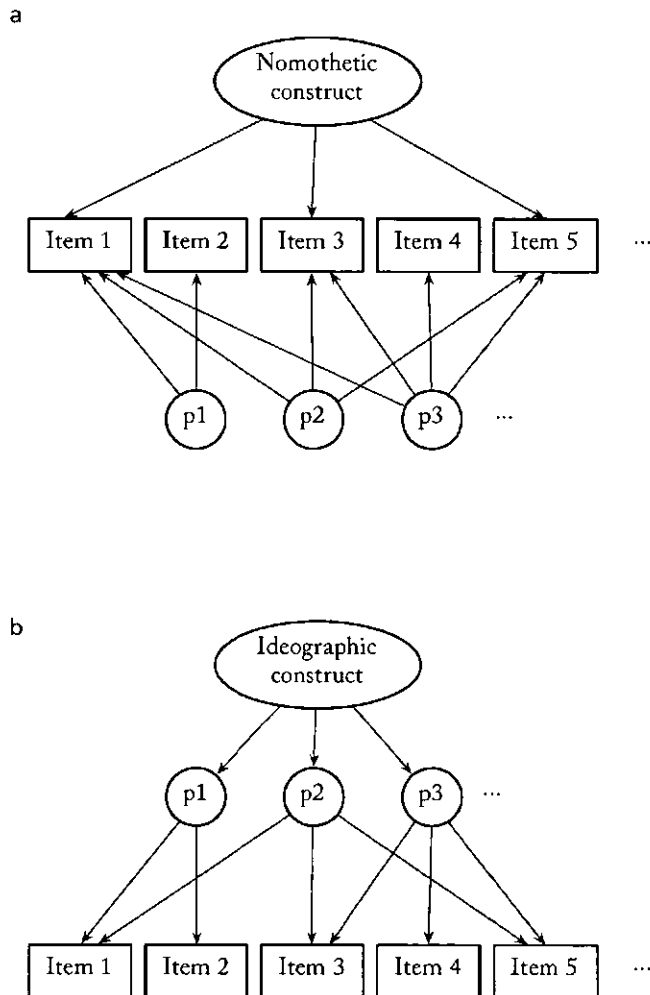 a
Nomothetic
construct
Item 1 Item 2 Item 3 Item 4 Item 5 ...
p1 p2 p3 ...
b
Ideographic
construct
p1 p2 p3 ...
Item 1 Item 2 Item 3 Item 4 Item 5 ...